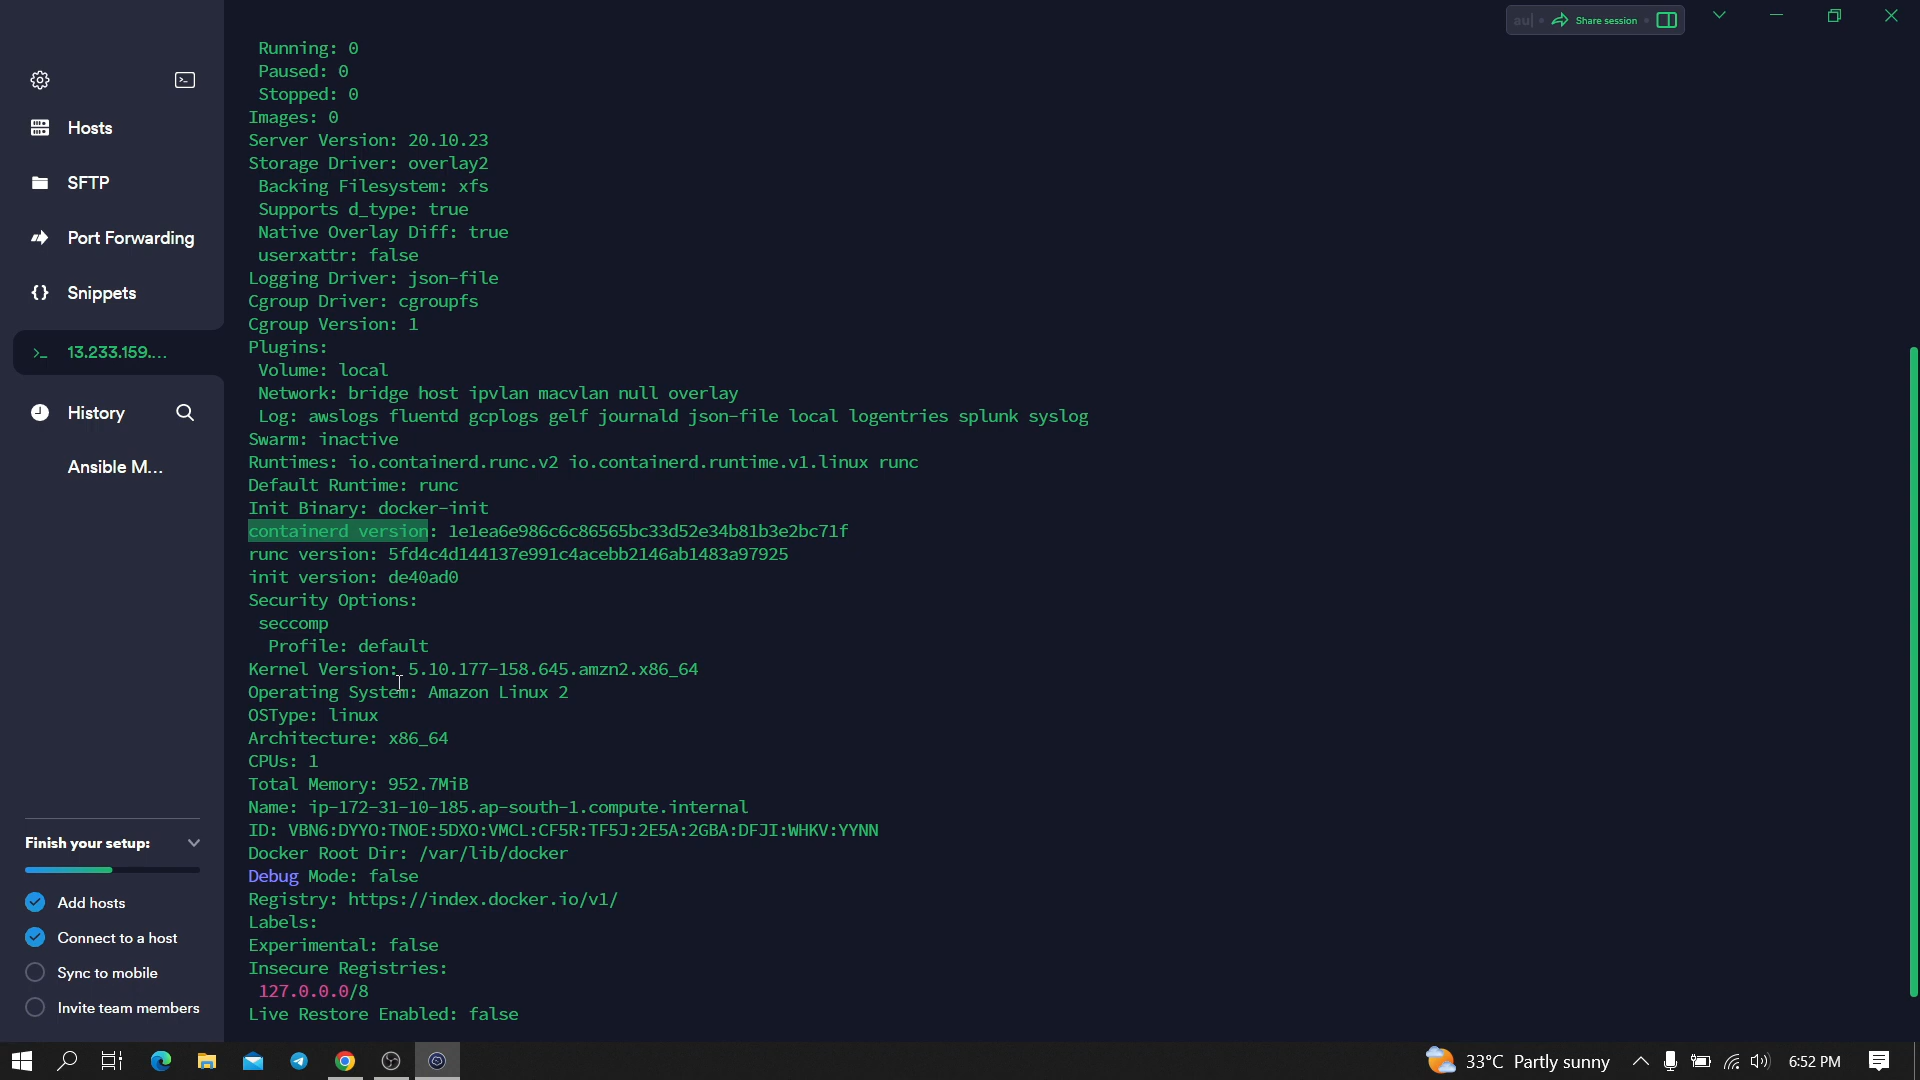 au| Share session
Running: 0
Paused: 0
Stopped: 0
Images: 0
Server Version: 20.10.23
Storage Driver: overlay2
Backing Filesystem: xfs
Supports d_type: true
Native Overlay Diff: true
userxattr: false
Logging Driver: json-file
Cgroup Driver: cgroupfs
Cgroup Version: 1
Plugins:
Volume: local
Network: bridge host ipvlan macvlan null overlay
Log: awslogs fluentd gcplogs gelf journald json-file local logentries splunk syslog
Swarm: inactive
Runtimes: io.containerd.runc.v2 io.containerd.runtime.v1.linux runc
Default Runtime: runc
Init Binary: docker-init
containerd version: 1e1ea6e986c6c86565bc33d52e34b81b3e2bc71f
runc version: 5fd4c4d144137e991c4acebb2146ab1483a97925
init version: de40ad0
Security Options:
seccomp
Profile: default
Kernel Version: 5.10.177-158.645.amzn2.x86_64
Operating System: Amazon Linux 2
OSType: linux
Architecture: x86_64
CPUs: 1
Total Memory: 952.7MiB
Name: ip-172-31-10-185.ap-south-1.compute.internal
ID: VBN6:DYYO:TNOE:5DXO:VMCL:CF5R:TF5J:2E5A:2GBA:DFJI:WHKV:YYNN
Docker Root Dir: /var/lib/docker
Debug Mode: false
Registry: https://index.docker.io/v1/
Labels:
Experimental: false
Insecure Registries:
127.0.0.0/8
Live Restore Enabled: false
Hosts
SFTP
Port Forwarding
Snippets
13.233.159....
History
Ansible M...
Finish your setup:
Add hosts
Connect to a host
Sync to mobile
Invite team members
33°C Partly sunny
6:52 PM